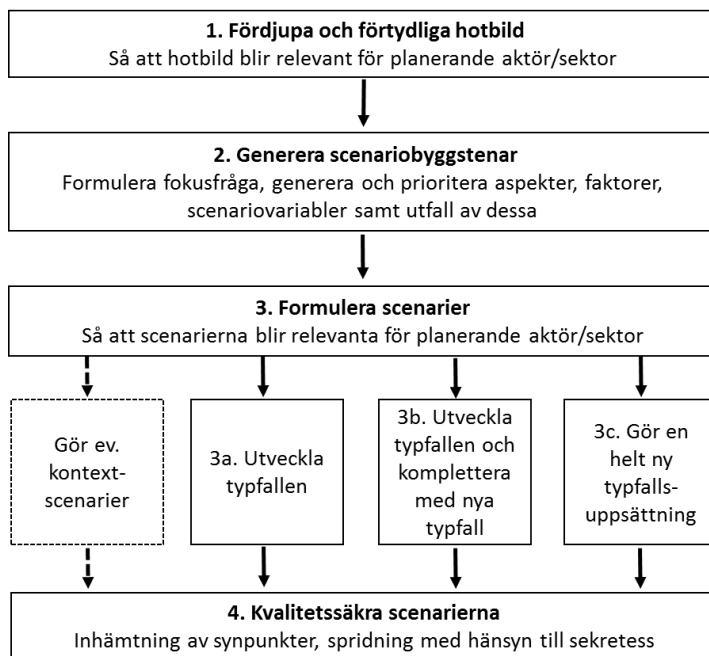 1. Fördjupa och förtydliga hotbild
Så att hotbild blir relevant för planerande aktör/sektor
2. Generera scenariobyggstenar
Formulera fokusfråga, generera och prioritera aspekter, faktorer,
scenariovariabler samt utfall av dessa
3. Formulera scenarier
Så att scenarierna blir relevanta för planerande aktör/sektor
Gör ev.
kontext-
scenarier
3a. Utveckla
typfallen
3b. Utveckla
typfallen och
komplettera
med nya
typfall
3c. Gör en
helt ny
typfalls-
uppsättning
4. Kvalitetssäkra scenarierna
Inhämtning av synpunkter, spridning med hänsyn till sekretess